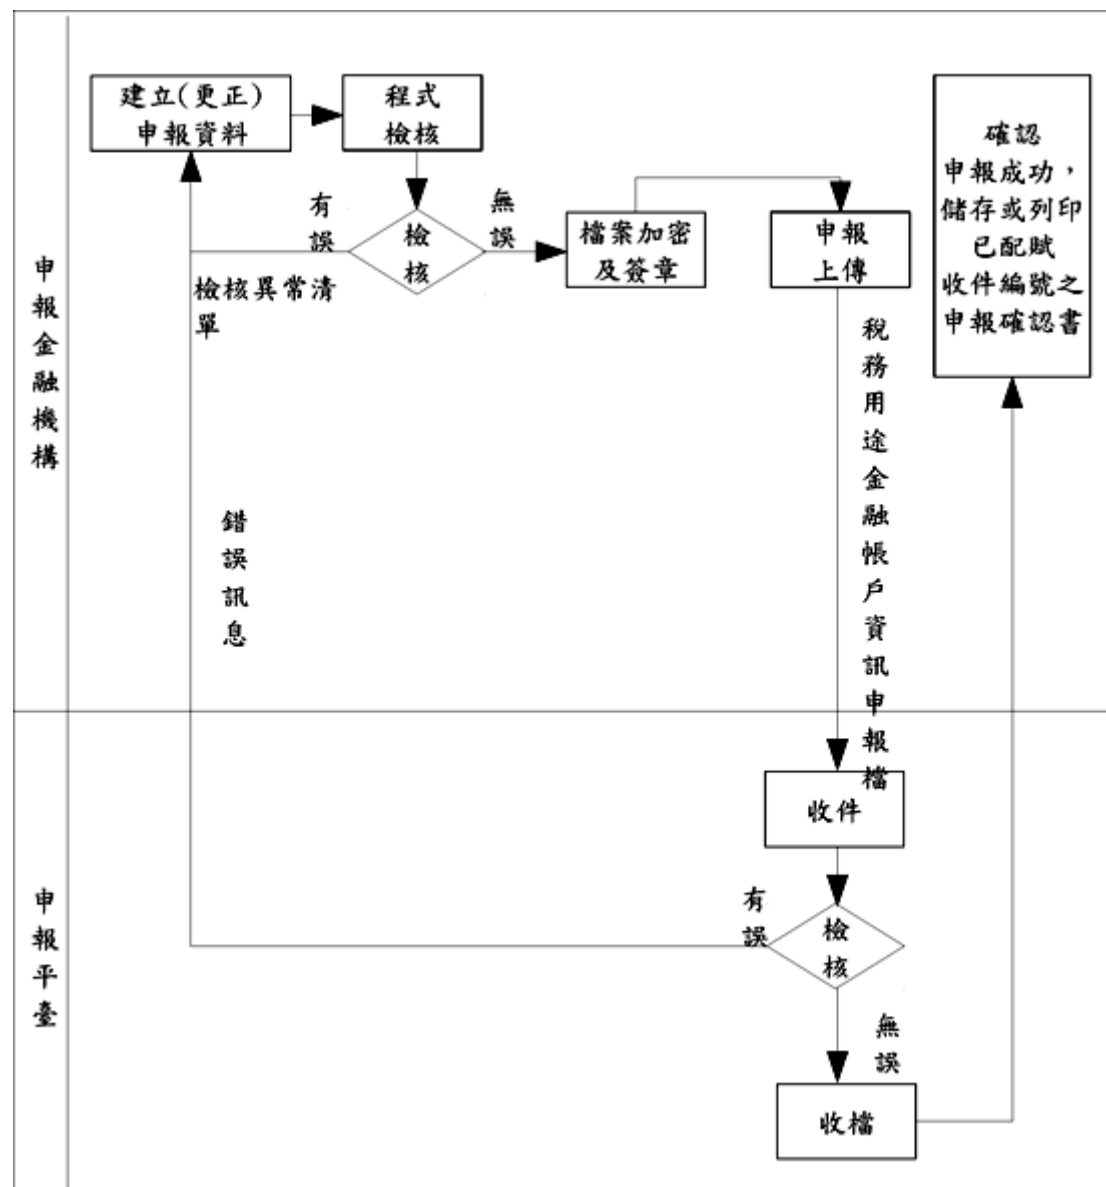 建立(更正)
申報資料
程式
檢核
確認
申報成功，
儲存或列印
已配賦
收件編號之
申報確認書
有誤
檢核
無誤
檔案加密
及簽章
申報
上傳
檢核異常清
單
稅務用途金融帳戶資訊申報檔
申報金融機構
錯誤訊息
收件
有誤
檢核
申報平臺
無誤
收檔